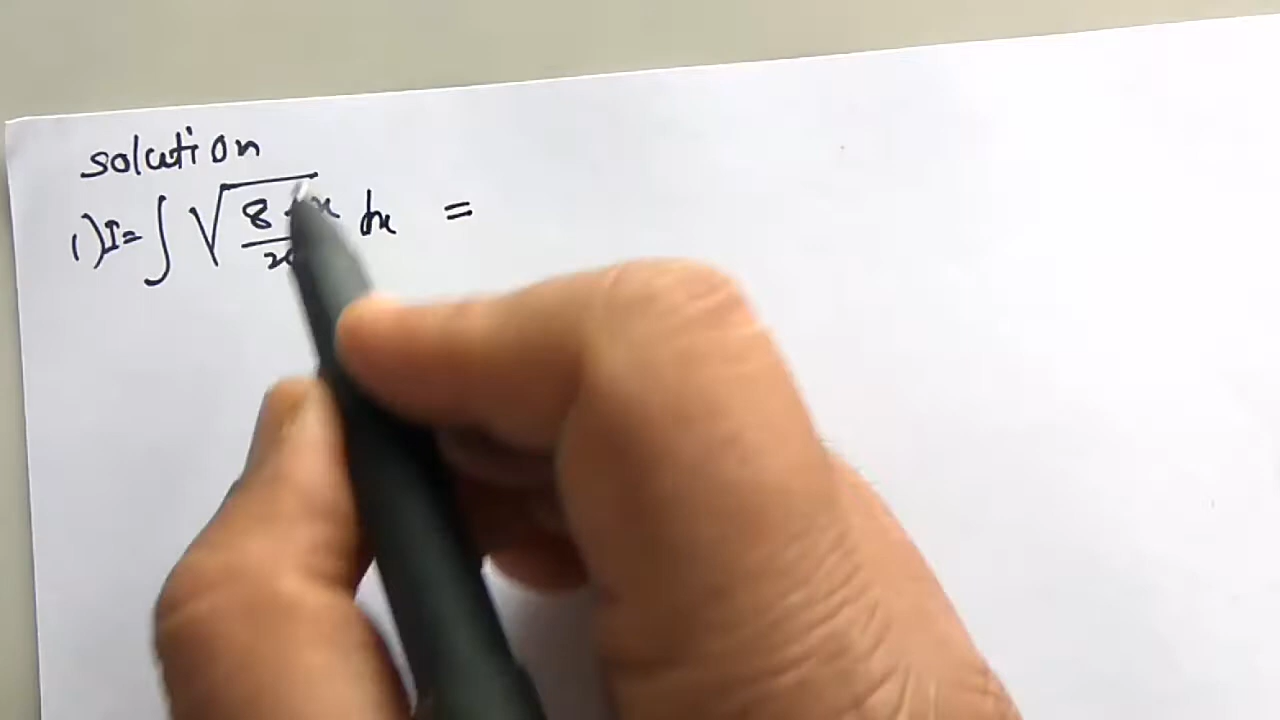 solution
1) I = ∫ √ 8 x dx =